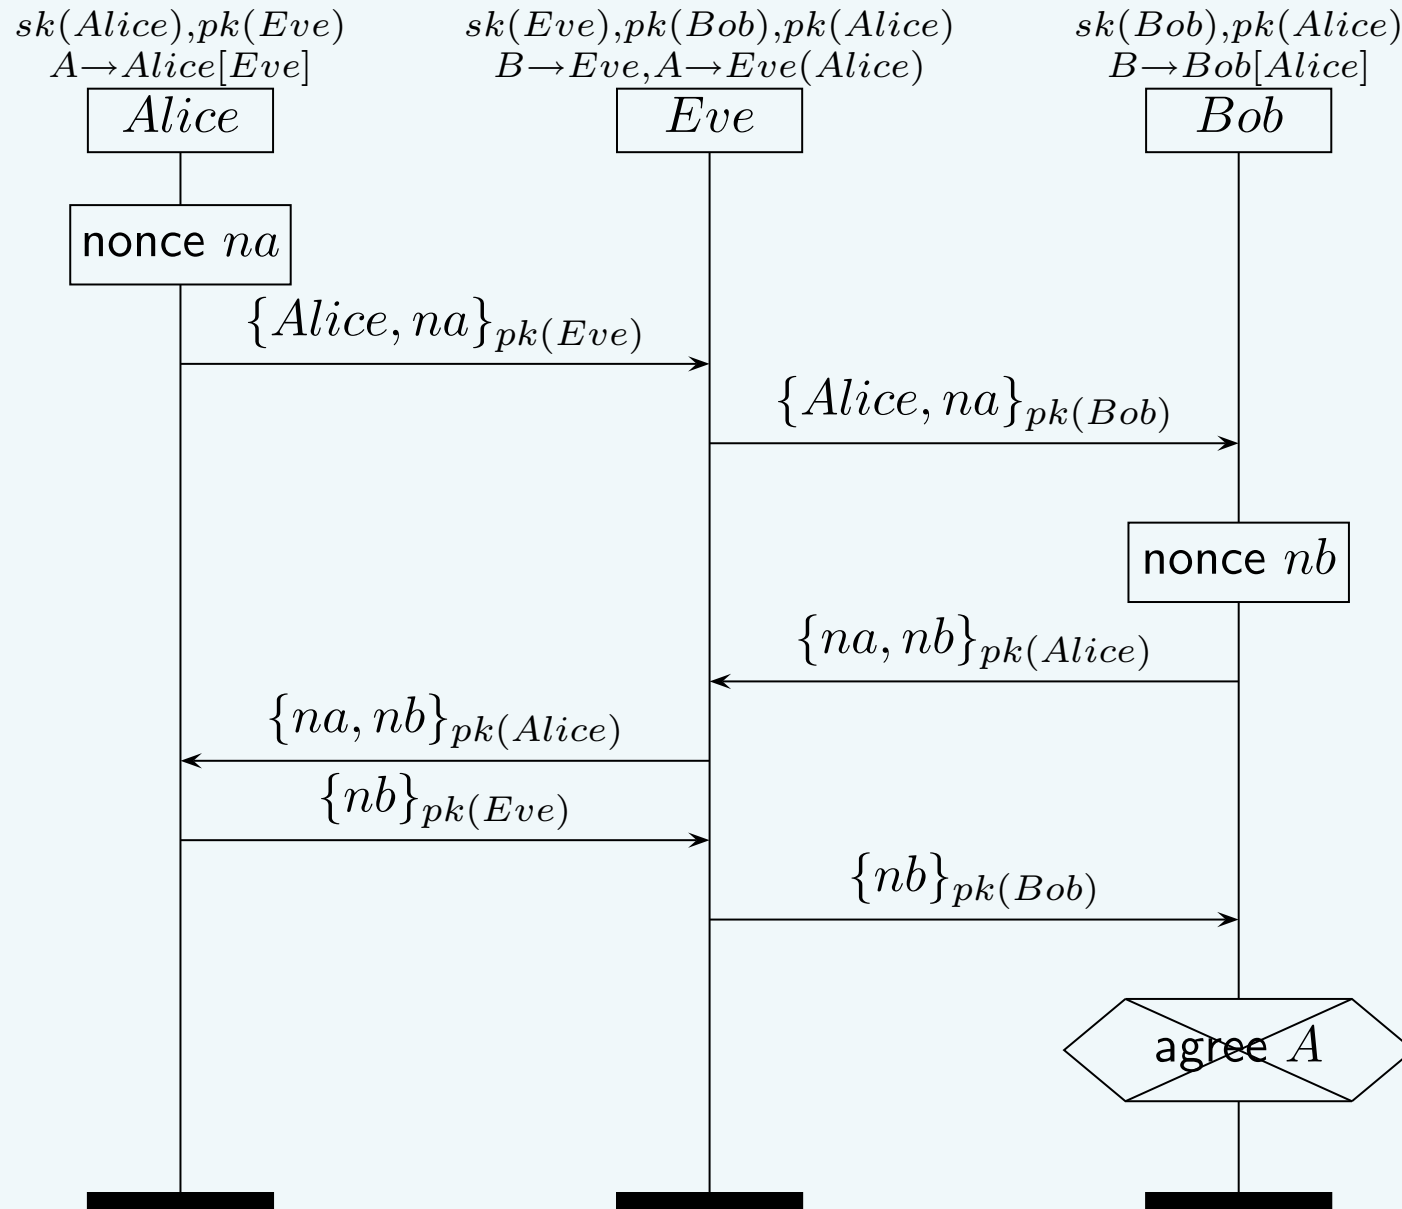 sk(Alice),pk(Eve)
A→Alice[Eve]
sk(Eve),pk(Bob),pk(Alice)
B→Eve,A→Eve(Alice)
sk(Bob),pk(Alice)
B→Bob[Alice]
Alice
Eve
Bob
nonce na
{Alice, na}pk(Eve)
{Alice, na}pk(Bob)
nonce nb
{na, nb}pk(Alice)
{na, nb}pk(Alice)
{nb}pk(Eve)
{nb}pk(Bob)
agree A